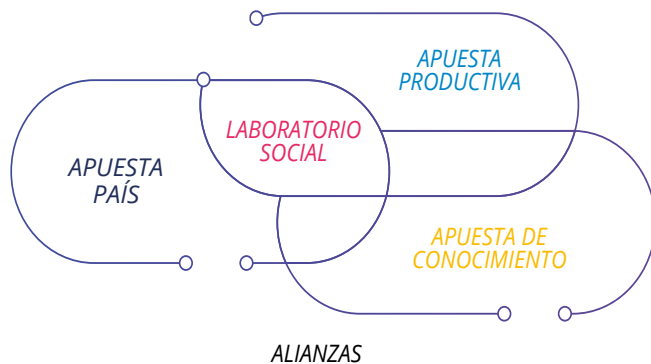 APUESTA
PRODUCTIVA
LABORATORIO
SOCIAL
APUESTA
PAÍS
APUESTA DE
CONOCIMIENTO
ALIANZAS